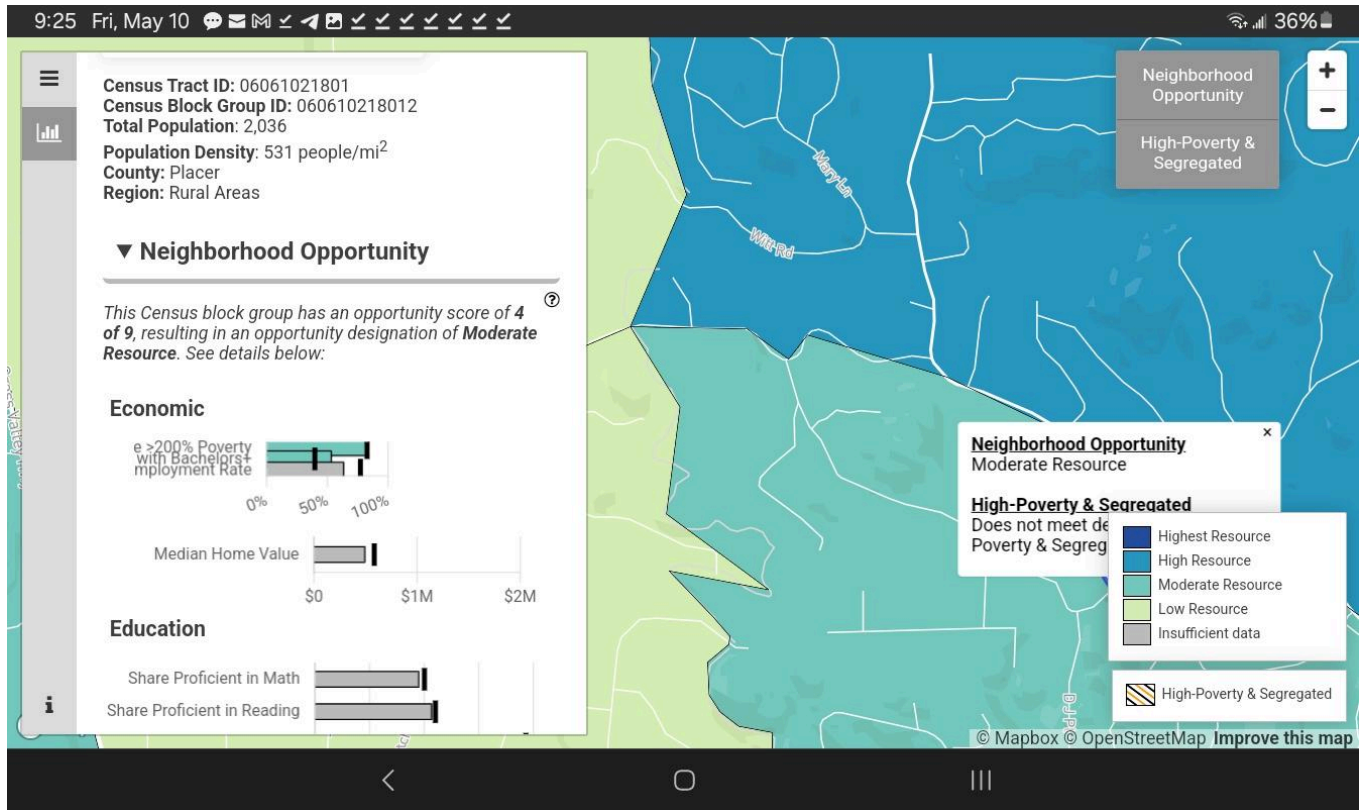 9:25 Fri, May 10
36%
Census Tract ID: 06061021801
Census Block Group ID: 060610218012
Total Population: 2,036
Population Density: 531 people/mi2
County: Placer
Region: Rural Areas
▼ Neighborhood Opportunity
This Census block group has an opportunity score of 4
of 9, resulting in an opportunity designation of Moderate
Resource. See details below:
Economic
e >200% Poverty
with Bachelors+
mployment Rate
0% 50% 100%
Median Home Value
$0 $1M $2M
Education
Share Proficient in Math
Share Proficient in Reading
i
Mary Ln
Witt Rd
Neighborhood
Opportunity
High-Poverty &
Segregated
+
−
Neighborhood Opportunity
Moderate Resource
High-Poverty & Segregated
Does not meet de
Poverty & Segreg
Highest Resource
High Resource
Moderate Resource
Low Resource
Insufficient data
High-Poverty & Segregated
© Mapbox © OpenStreetMap Improve this map